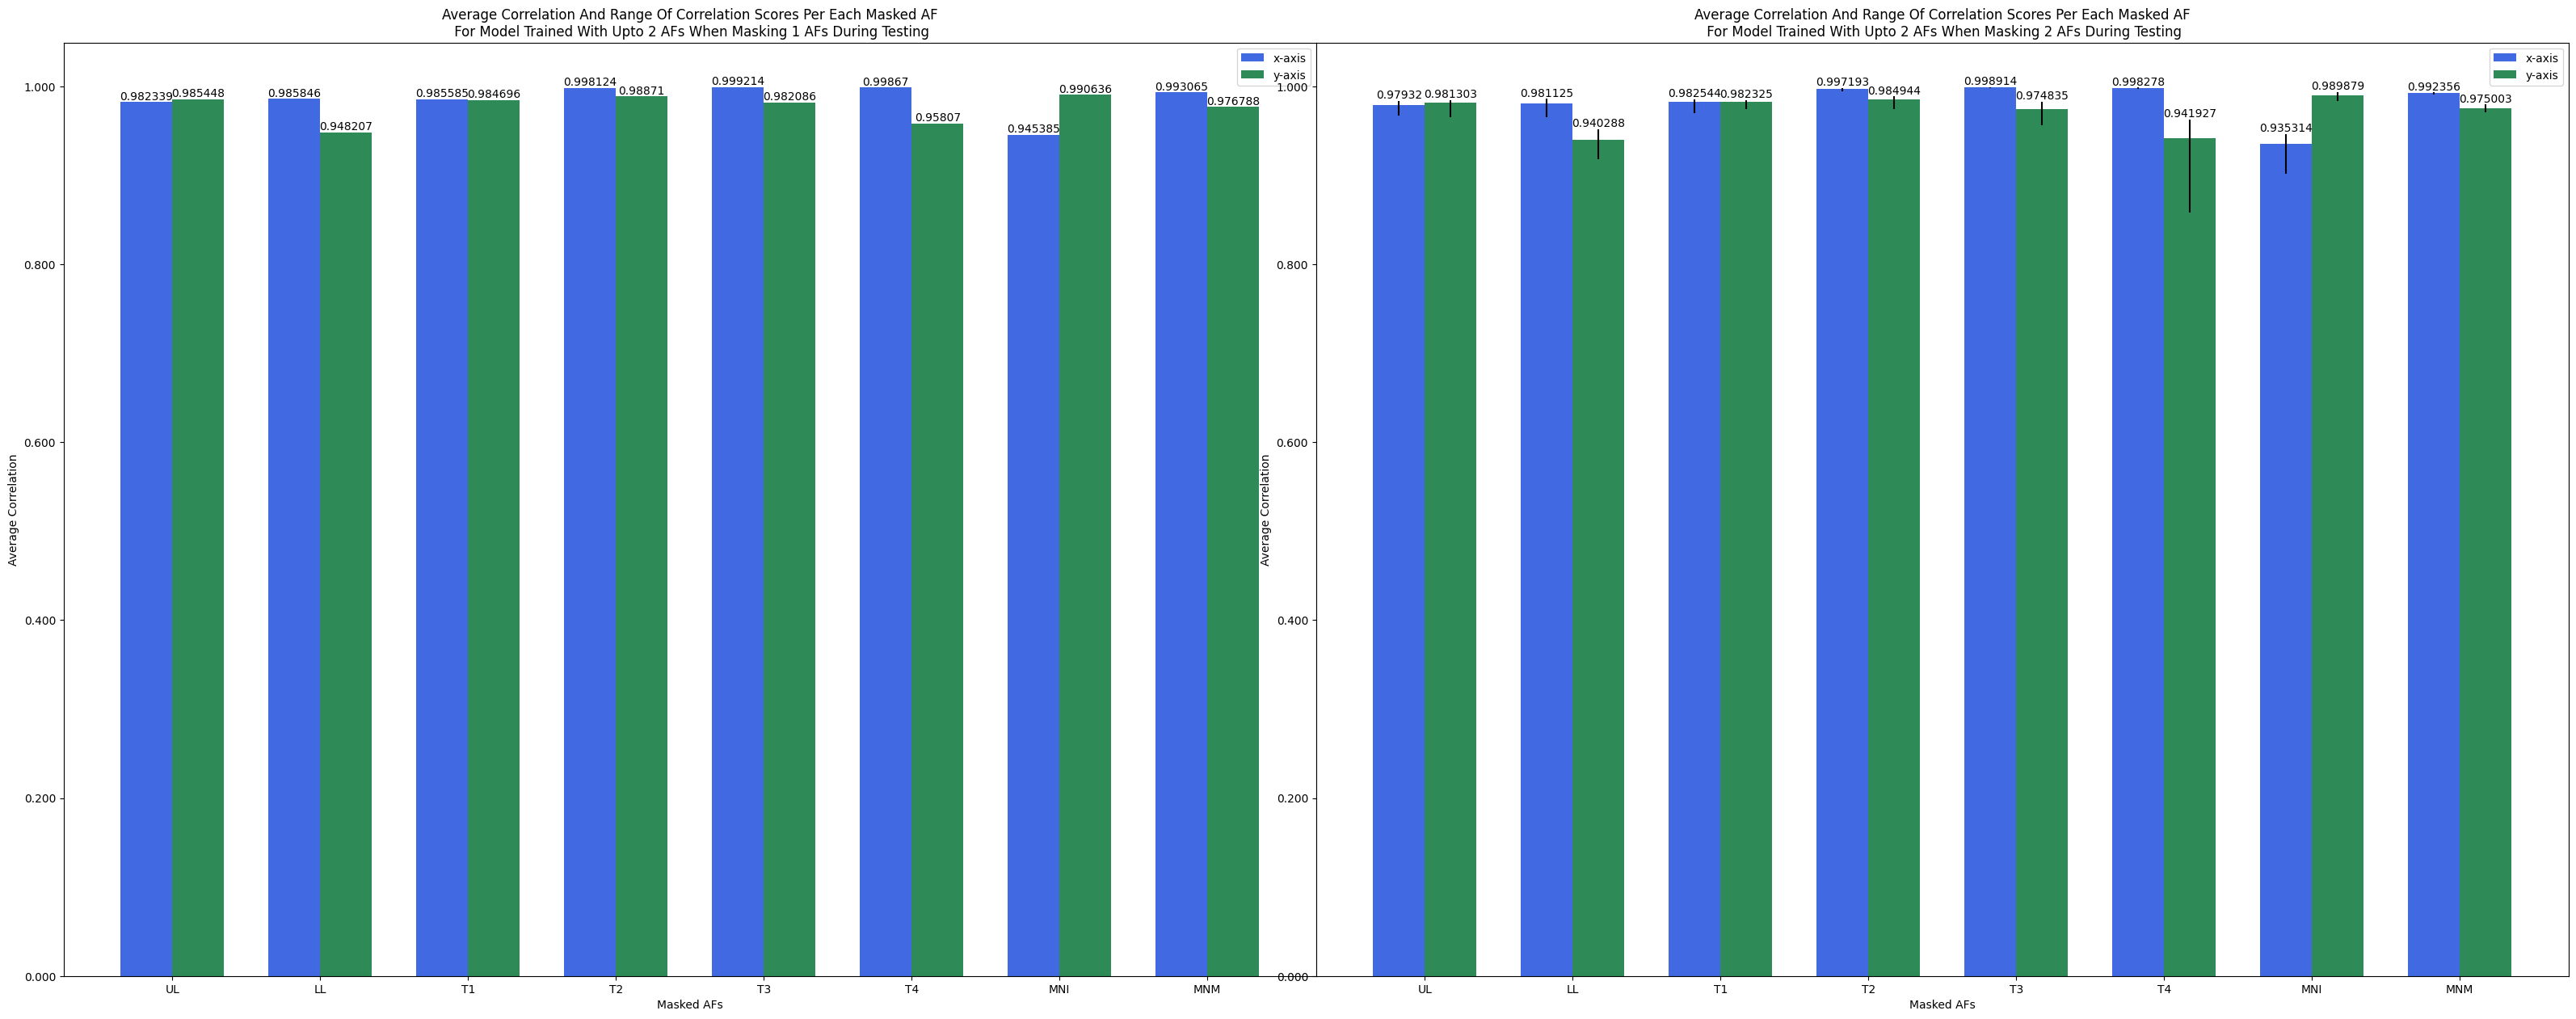 Average Correlation And Range Of Correlation Scores Per Each Masked AF
For Model Trained With Upto 2 AFs When Masking 1 AFs During Testing
x-axis
y-axis
1.000
0.800
0.600
0.400
0.200
0.000
Average Correlation
0.982339 0.985448
0.985846 0.948207
0.985585 0.984696
0.998124 0.98871
0.999214 0.982086
0.99867 0.95807
0.945385 0.990636
0.993065 0.976788
UL LL T1 T2 T3 T4 MNI MNM
Masked AFs
Average Correlation And Range Of Correlation Scores Per Each Masked AF
For Model Trained With Upto 2 AFs When Masking 2 AFs During Testing
x-axis
y-axis
1.000
0.800
0.600
0.400
0.200
0.000
Average Correlation
0.97932 0.981303
0.981125 0.940288
0.982544 0.982325
0.997193 0.984944
0.998914 0.974835
0.998278 0.941927
0.935314 0.989879
0.992356 0.975003
UL LL T1 T2 T3 T4 MNI MNM
Masked AFs